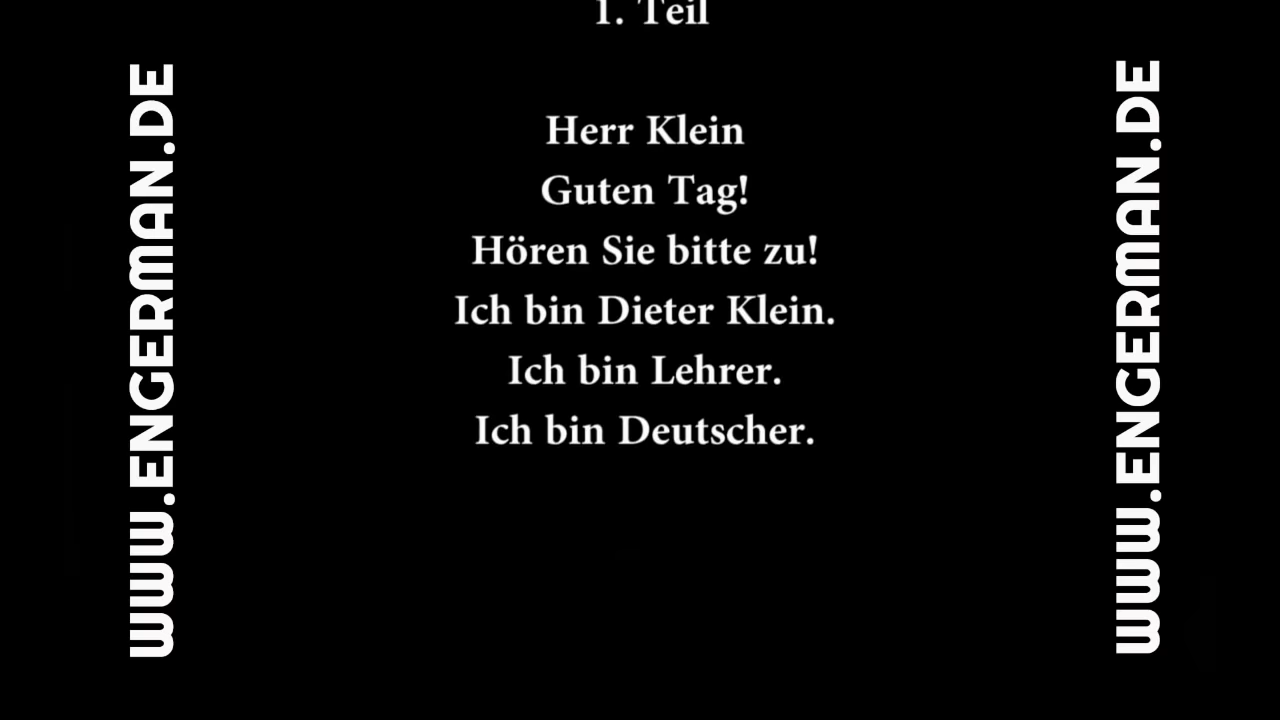 1. Teil
Herr Klein
Guten Tag!
Hören Sie bitte zu!
Ich bin Dieter Klein.
Ich bin Lehrer.
Ich bin Deutscher.
WWW.ENGERMAN.DE
WWW.ENGERMAN.DE